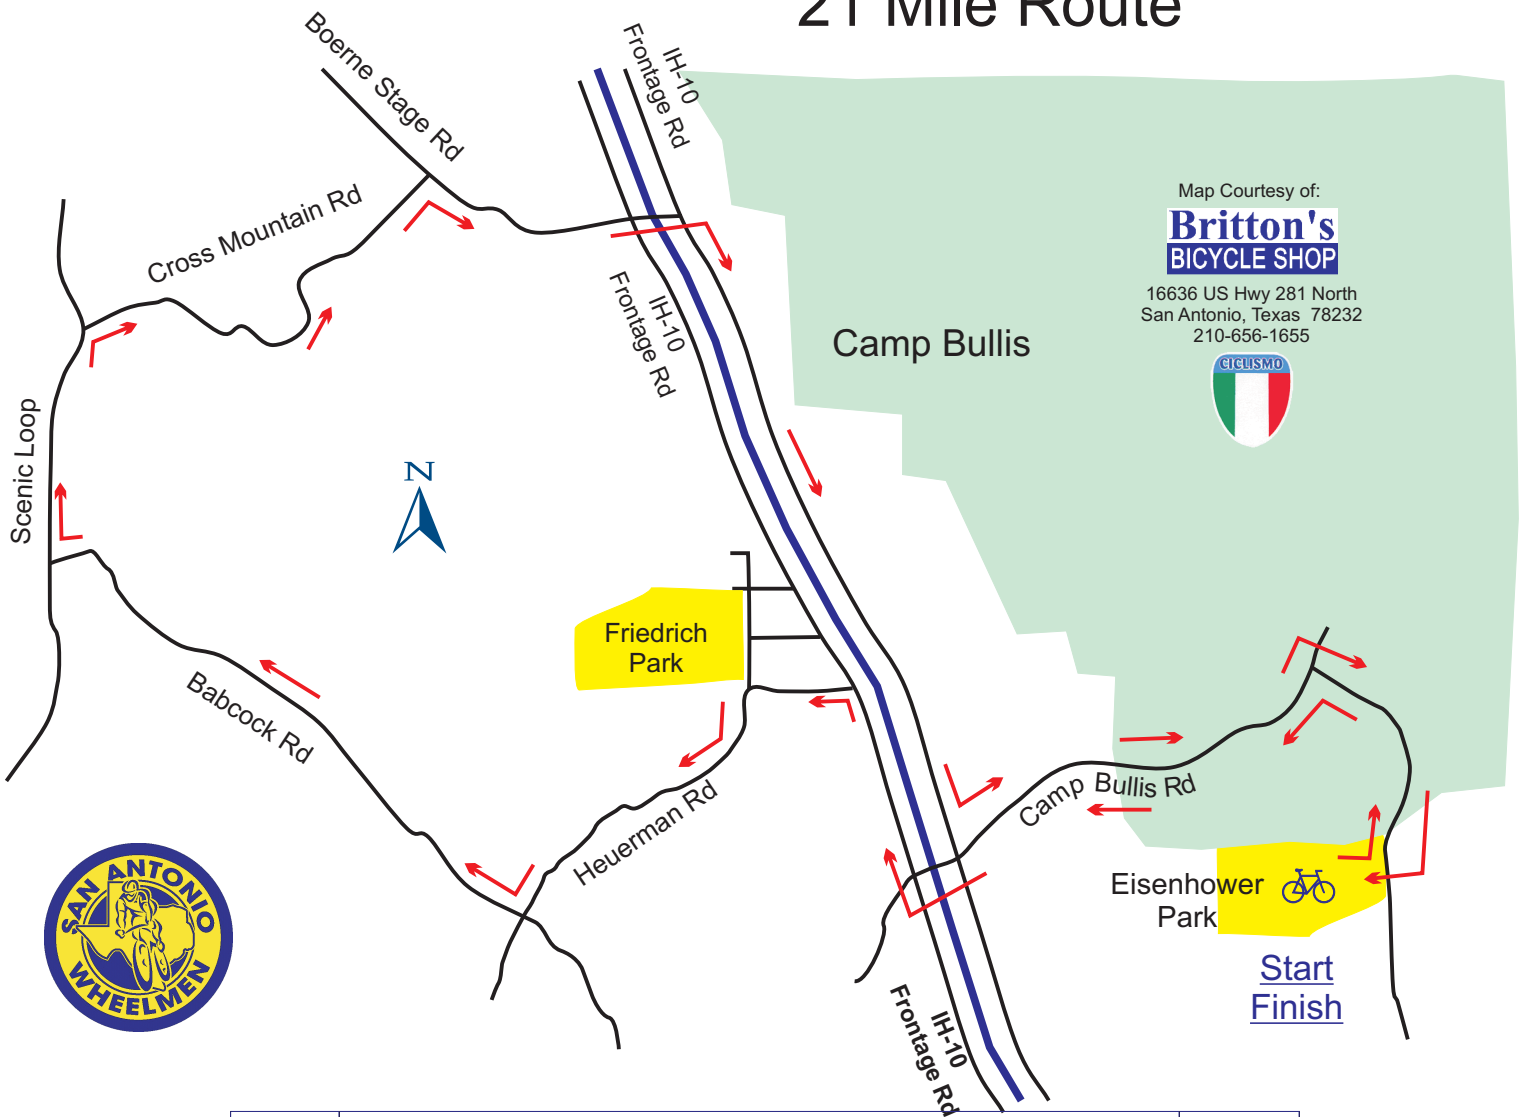 21 Mile Route
Boerne Stage Rd
IH-10
Frontage Rd
Map Courtesy of:
Britton's
BICYCLE SHOP
16636 US Hwy 281 North
San Antonio, Texas 78232
210-656-1655
CICLISMO
Cross Mountain Rd
IH-10
Frontage Rd
Camp Bullis
Scenic Loop
N
Friedrich
Park
Babcock Rd
Heuerman Rd
Camp Bullis Rd
Eisenhower
Park
Start
Finish
SAN ANTONIO
WHEELMEN
IH-10
Frontage Rd